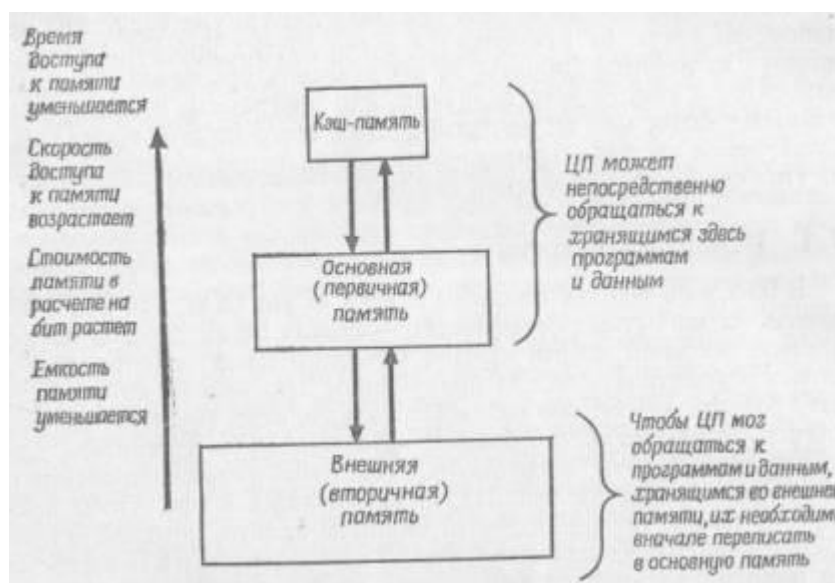 Время
доступа
к памяти
уменьшается
Скорость
доступа
к памяти
возрастает
Стоимость
памяти в
расчете на
бит растет
Емкость
памяти
уменьшается
Кэш-память
Основная
(первичная)
память
Внешняя
(вторичная)
память
ЦП может
непосредственно
обращаться к
хранящимся здесь
программам
и данным
Чтобы ЦП мог
обращаться к
программам и данным,
хранящимся во внешней
памяти, их необходим
вначале переписать
в основную память